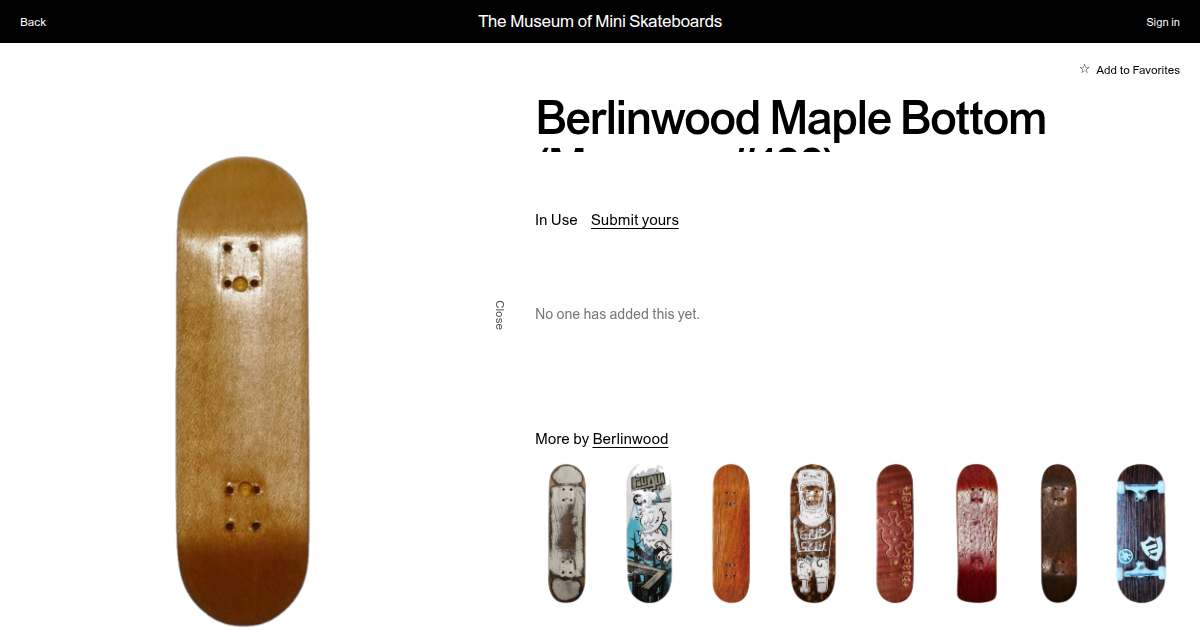 Back
The Museum of Mini Skateboards
Sign in
☆ Add to Favorites
Berlinwood Maple Bottom
In Use Submit yours
Close
No one has added this yet.
More by Berlinwood